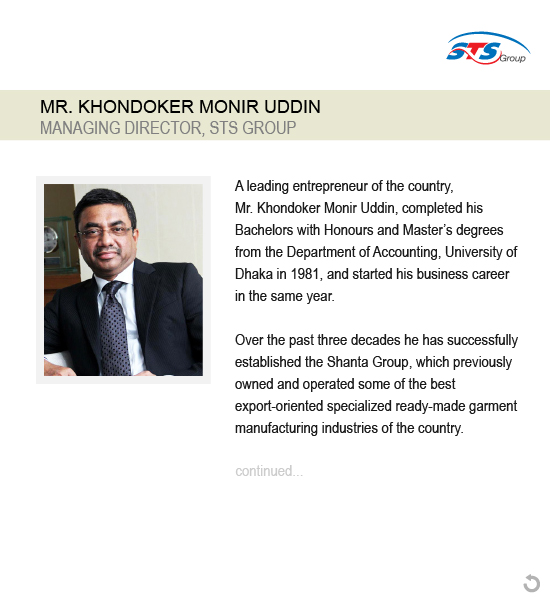 STS Group
MR. KHONDOKER MONIR UDDIN
MANAGING DIRECTOR, STS GROUP
A leading entrepreneur of the country,
Mr. Khondoker Monir Uddin, completed his
Bachelors with Honours and Master’s degrees
from the Department of Accounting, University of
Dhaka in 1981, and started his business career
in the same year.
Over the past three decades he has successfully
established the Shanta Group, which previously
owned and operated some of the best
export-oriented specialized ready-made garment
manufacturing industries of the country.
continued...